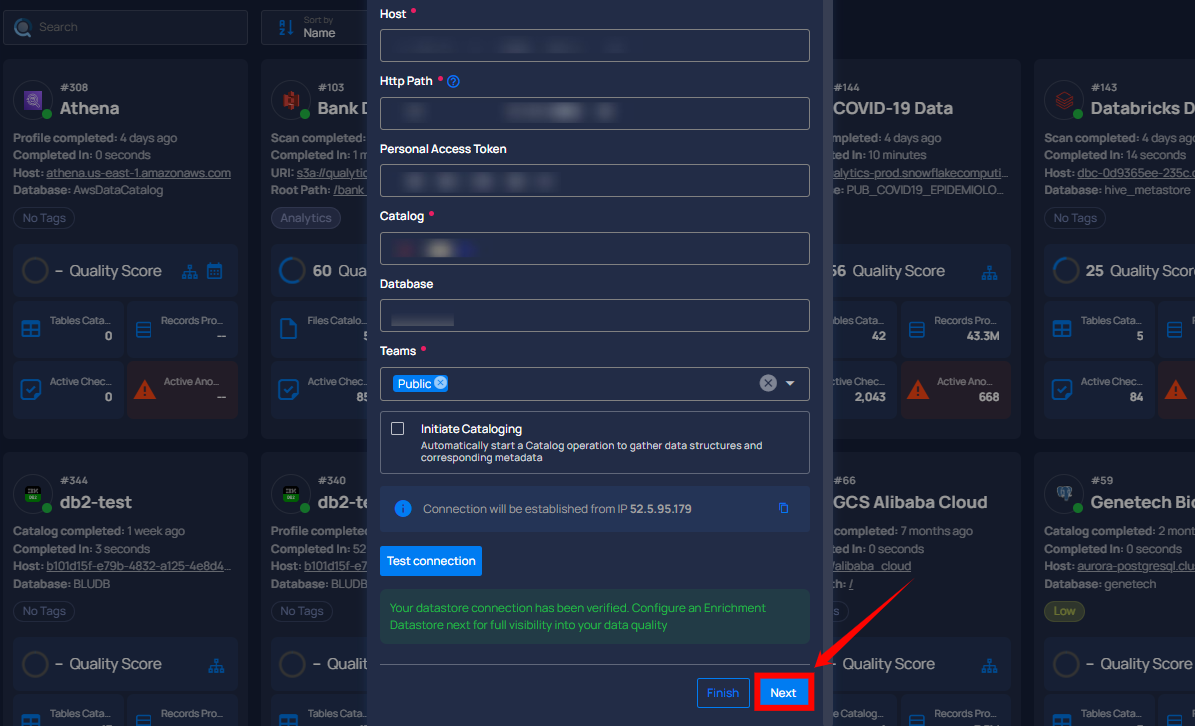 Search
Sort by
Name
#308
Athena
Profile completed: 4 days ago
Completed In: 0 seconds
Host: athena.us-east-1.amazonaws.com
Database: AwsDataCatalog
No Tags
– Quality Score
Tables Cata...
0
Records Pro...
--
Active Chec...
0
Active Ano...
--
#103
Bank D
Scan completed:
Completed In: 1 m
URI: s3a://qualytic
Root Path: /bank_
Analytics
60 Qua
Files Catalo...
5
Active Chec...
85
Host *
Http Path *
Personal Access Token
Catalog *
Database
Teams *
Public
Initiate Cataloging
Automatically start a Catalog operation to gather data structures and
corresponding metadata
Connection will be established from IP 52.5.95.179
Test connection
Your datastore connection has been verified. Configure an Enrichment
Datastore next for full visibility into your data quality
Finish
Next
#144
COVID-19 Data
mpleted: 4 days ago
ed In: 10 minutes
alytics-prod.snowflakecomputi...
e: PUB_COVID19_EPIDEMIOLO...
56 Quality Score
bles Cata...
42
Records Pro...
43.3M
ctive Chec...
2,043
Active Ano...
668
#143
Databricks D
Scan completed: 4 days ago
Completed In: 14 seconds
Host: dbc-0d9365ee-235c.c
Database: hive_metastore
No Tags
25 Quality Score
Tables Cata...
5
Active Chec...
84
#344
db2-test
Catalog completed: 1 week ago
Completed In: 3 seconds
Host: b101d15f-e79b-4832-a125-4e8d4...
Database: BLUDB
No Tags
– Quality Score
Tables Cata...
Records Pro...
#340
db2-te
Profile completed:
Completed In: 52
Host: b101d15f-e7
Database: BLUDB
No Tags
– Qualit
Tables Cata...
#66
GCS Alibaba Cloud
completed: 7 months ago
ed In: 0 seconds
/alibaba_cloud
th: /
s
- Quality Score
Catalog...
Records Pro...
#59
Genetech Bio
Catalog completed: 2 mont
Completed In: 0 seconds
Host: aurora-postgresql.clus
Database: genetech
Low
– Quality Score
Tables Cata...